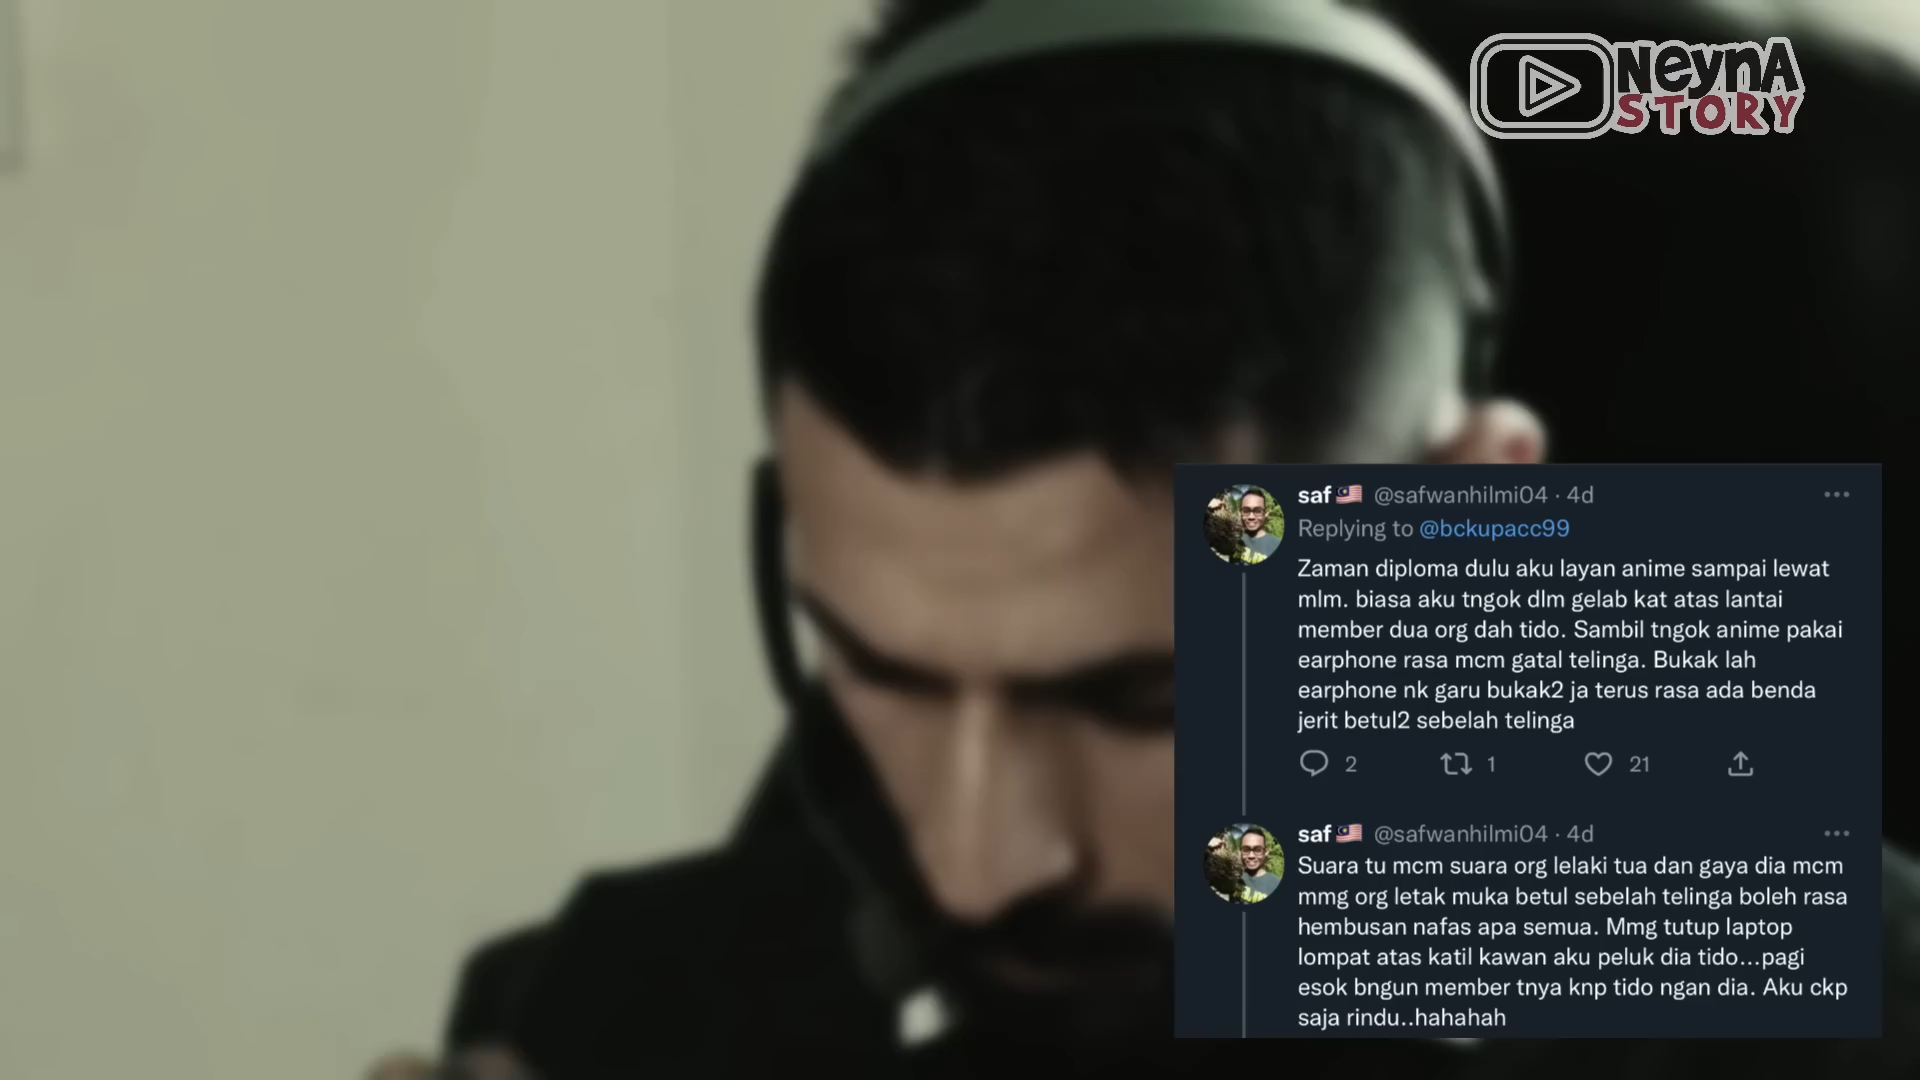 NeynA
STORY
saf @safwanhilmi04 · 4d
Replying to @bckupacc99
Zaman diploma dulu aku layan anime sampai lewat
mlm. biasa aku tngok dlm gelab kat atas lantai
member dua org dah tido. Sambil tngok anime pakai
earphone rasa mcm gatal telinga. Bukak lah
earphone nk garu bukak2 ja terus rasa ada benda
jerit betul2 sebelah telinga
2 1 21
saf @safwanhilmi04 · 4d
Suara tu mcm suara org lelaki tua dan gaya dia mcm
mmg org letak muka betul sebelah telinga boleh rasa
hembusan nafas apa semua. Mmg tutup laptop
lompat atas katil kawan aku peluk dia tido...pagi
esok bngun member tnya knp tido ngan dia. Aku ckp
saja rindu..hahahah